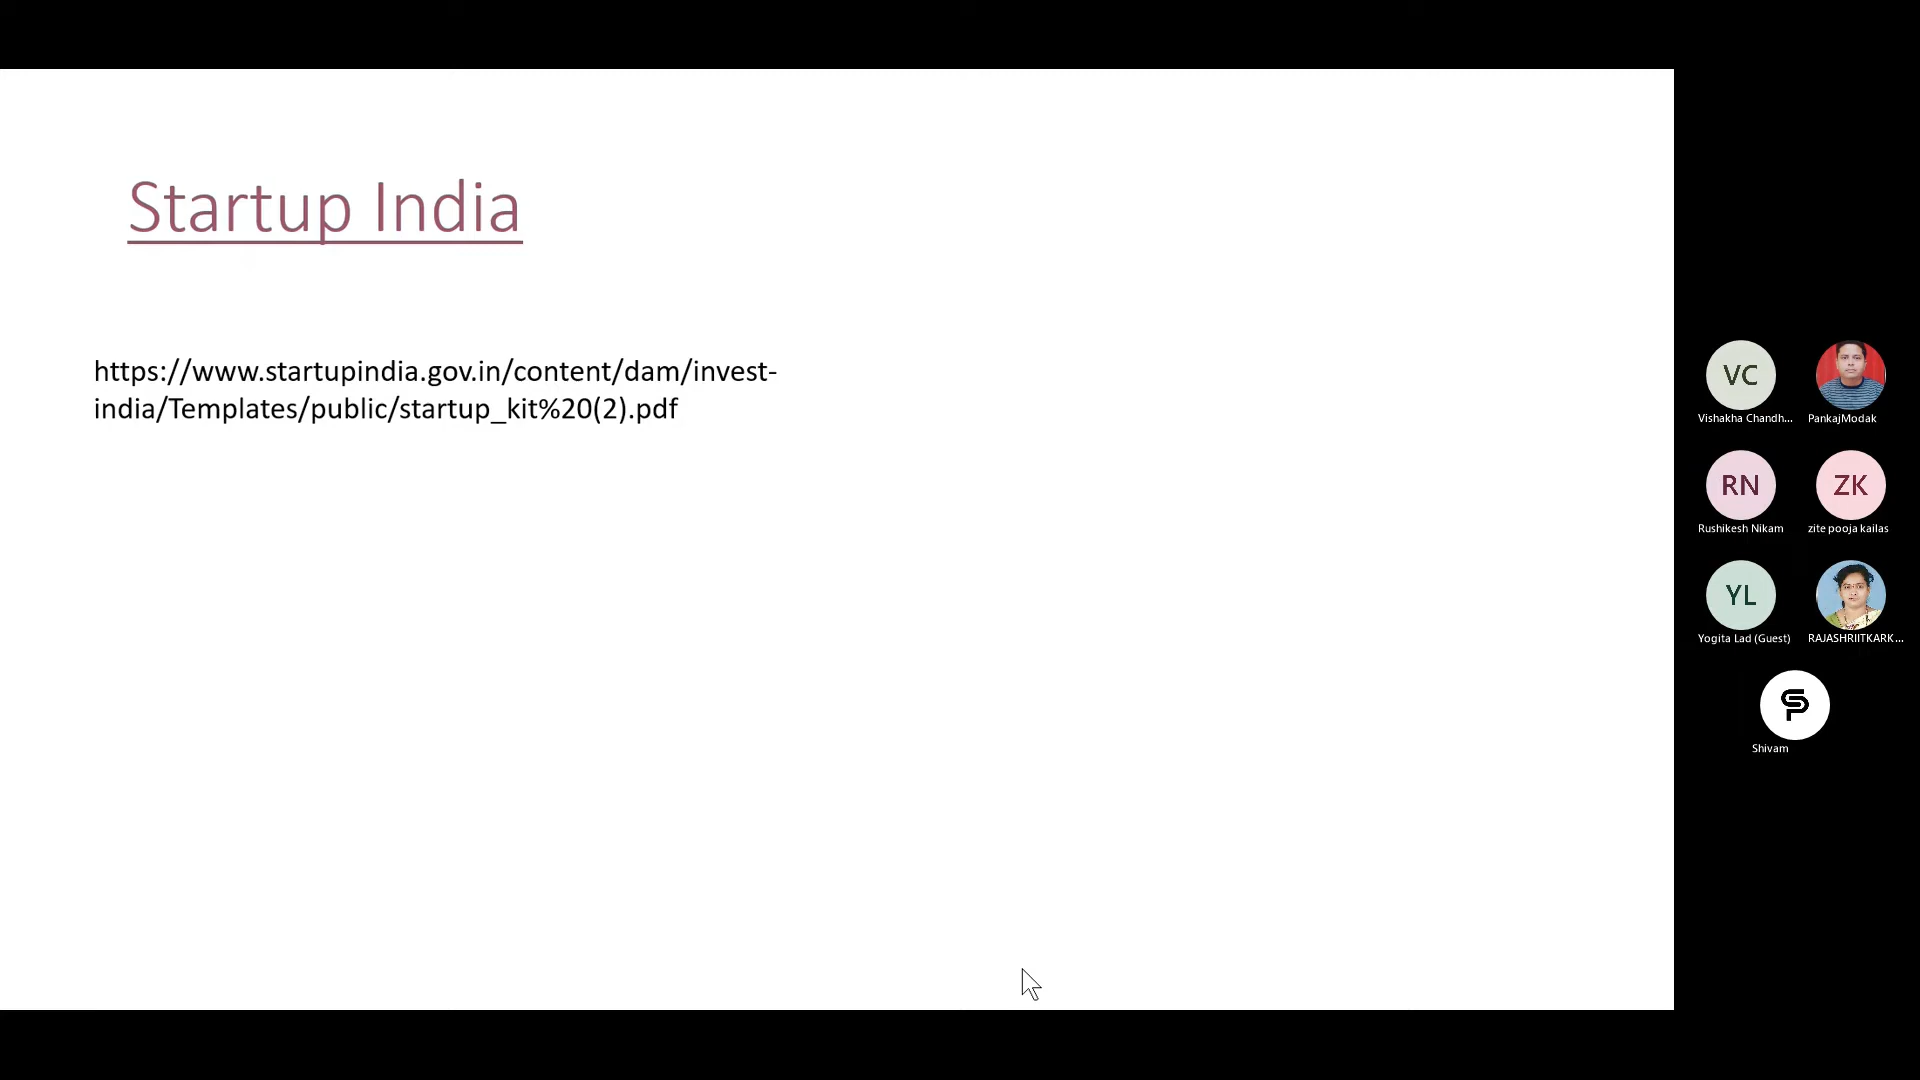 Startup India
https://www.startupindia.gov.in/content/dam/invest-
india/Templates/public/startup_kit%20(2).pdf
VC
Vishakha Chandh...
PankajModak
RN
Rushikesh Nikam
ZK
zite pooja kailas
YL
Yogita Lad (Guest)
RAJASHRIITKARK...
SP
Shivam